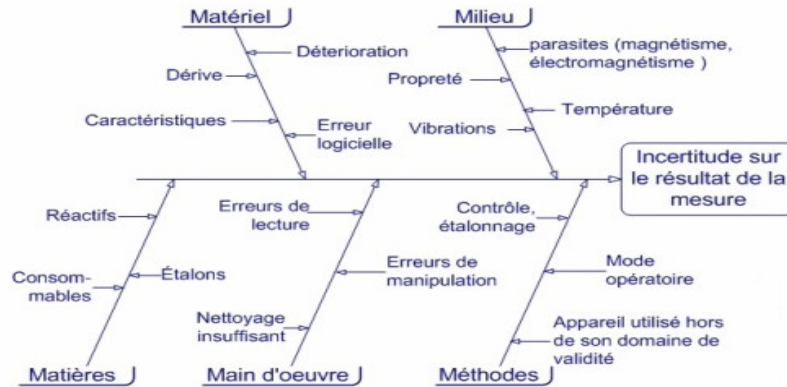 Matériel
Milieu
Déterioration
Dérive
Caractéristiques
Erreur
logicielle
parasites (magnétisme,
électromagnétisme )
Propreté
Température
Vibrations
Incertitude sur
le résultat de la
mesure
Réactifs
Consom-
mables
Étalons
Erreurs de
lecture
Erreurs de
manipulation
Nettoyage
insuffisant
Contrôle,
étalonnage
Mode
opératoire
Appareil utilisé hors
de son domaine de
validité
Matières
Main d'oeuvre
Méthodes